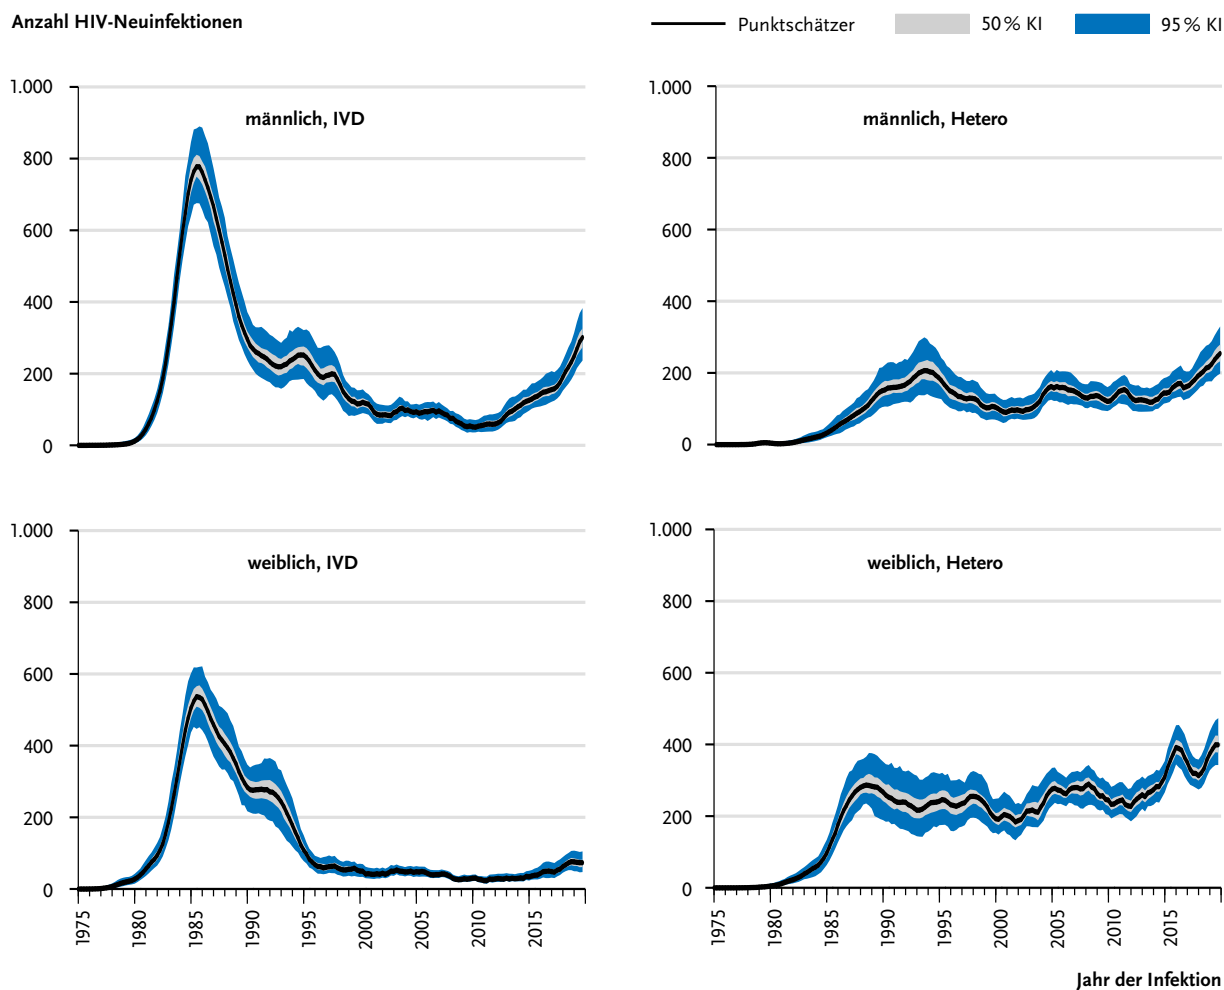 Anzahl HIV-Neuinfektionen
Punktschätzer 50 % KI 95 % KI
männlich, IVD
1.000
800
600
400
200
0
männlich, Hetero
1.000
800
600
400
200
0
weiblich, IVD
1.000
800
600
400
200
0
1975 1980 1985 1990 1995 2000 2005 2010 2015
weiblich, Hetero
1.000
800
600
400
200
0
1975 1980 1985 1990 1995 2000 2005 2010 2015
Jahr der Infektion